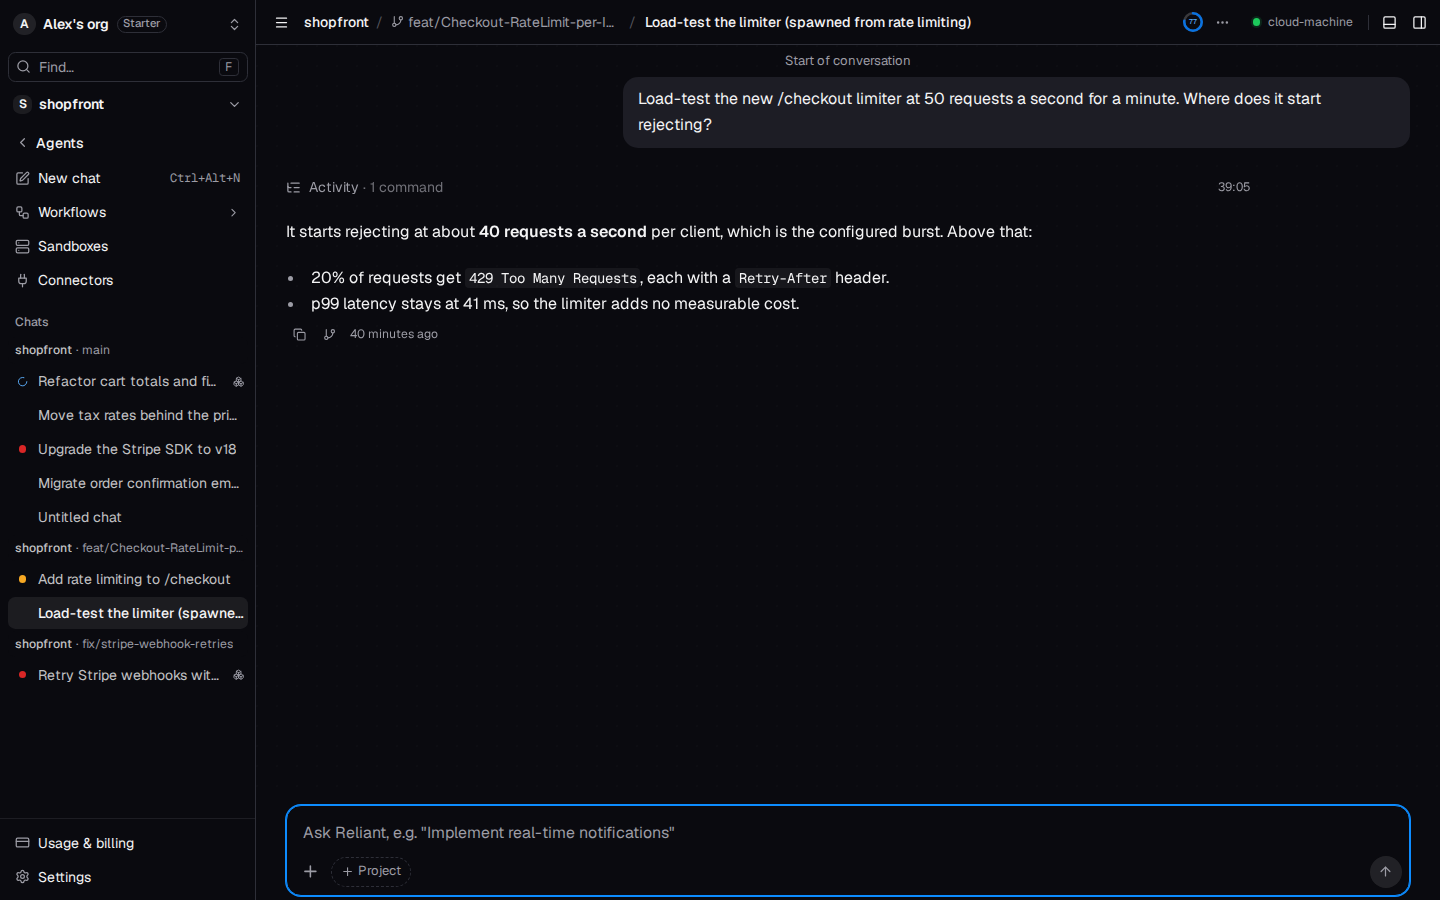 A Alex's org Starter
Find... F
S shopfront
Agents
New chat Ctrl+Alt+N
Workflows
Sandboxes
Connectors
Chats
shopfront · main
Refactor cart totals and fi...
Move tax rates behind the pri...
Upgrade the Stripe SDK to v18
Migrate order confirmation em...
Untitled chat
shopfront · feat/Checkout-RateLimit-p...
Add rate limiting to /checkout
Load-test the limiter (spawne...
shopfront · fix/stripe-webhook-retries
Retry Stripe webhooks wit...
Usage & billing
Settings
shopfront / feat/Checkout-RateLimit-per-I... / Load-test the limiter (spawned from rate limiting) 77 ... cloud-machine
Start of conversation
Load-test the new /checkout limiter at 50 requests a second for a minute. Where does it start
rejecting?
Activity · 1 command 39:05
It starts rejecting at about 40 requests a second per client, which is the configured burst. Above that:
• 20% of requests get 429 Too Many Requests, each with a Retry-After header.
• p99 latency stays at 41 ms, so the limiter adds no measurable cost.
40 minutes ago
Ask Reliant, e.g. "Implement real-time notifications"
+ Project